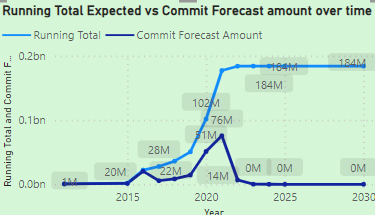 Running Total Expected vs Commit Forecast amount over time
Running Total Commit Forecast Amount
0.2bn
184M
184M
184M
102M
0.1bn
76M
51M
28M
20M
22M
14M
0M
0M
0M
1M
0.0bn
Running Total and Commit F...
2015
2020
2025
2030
Year